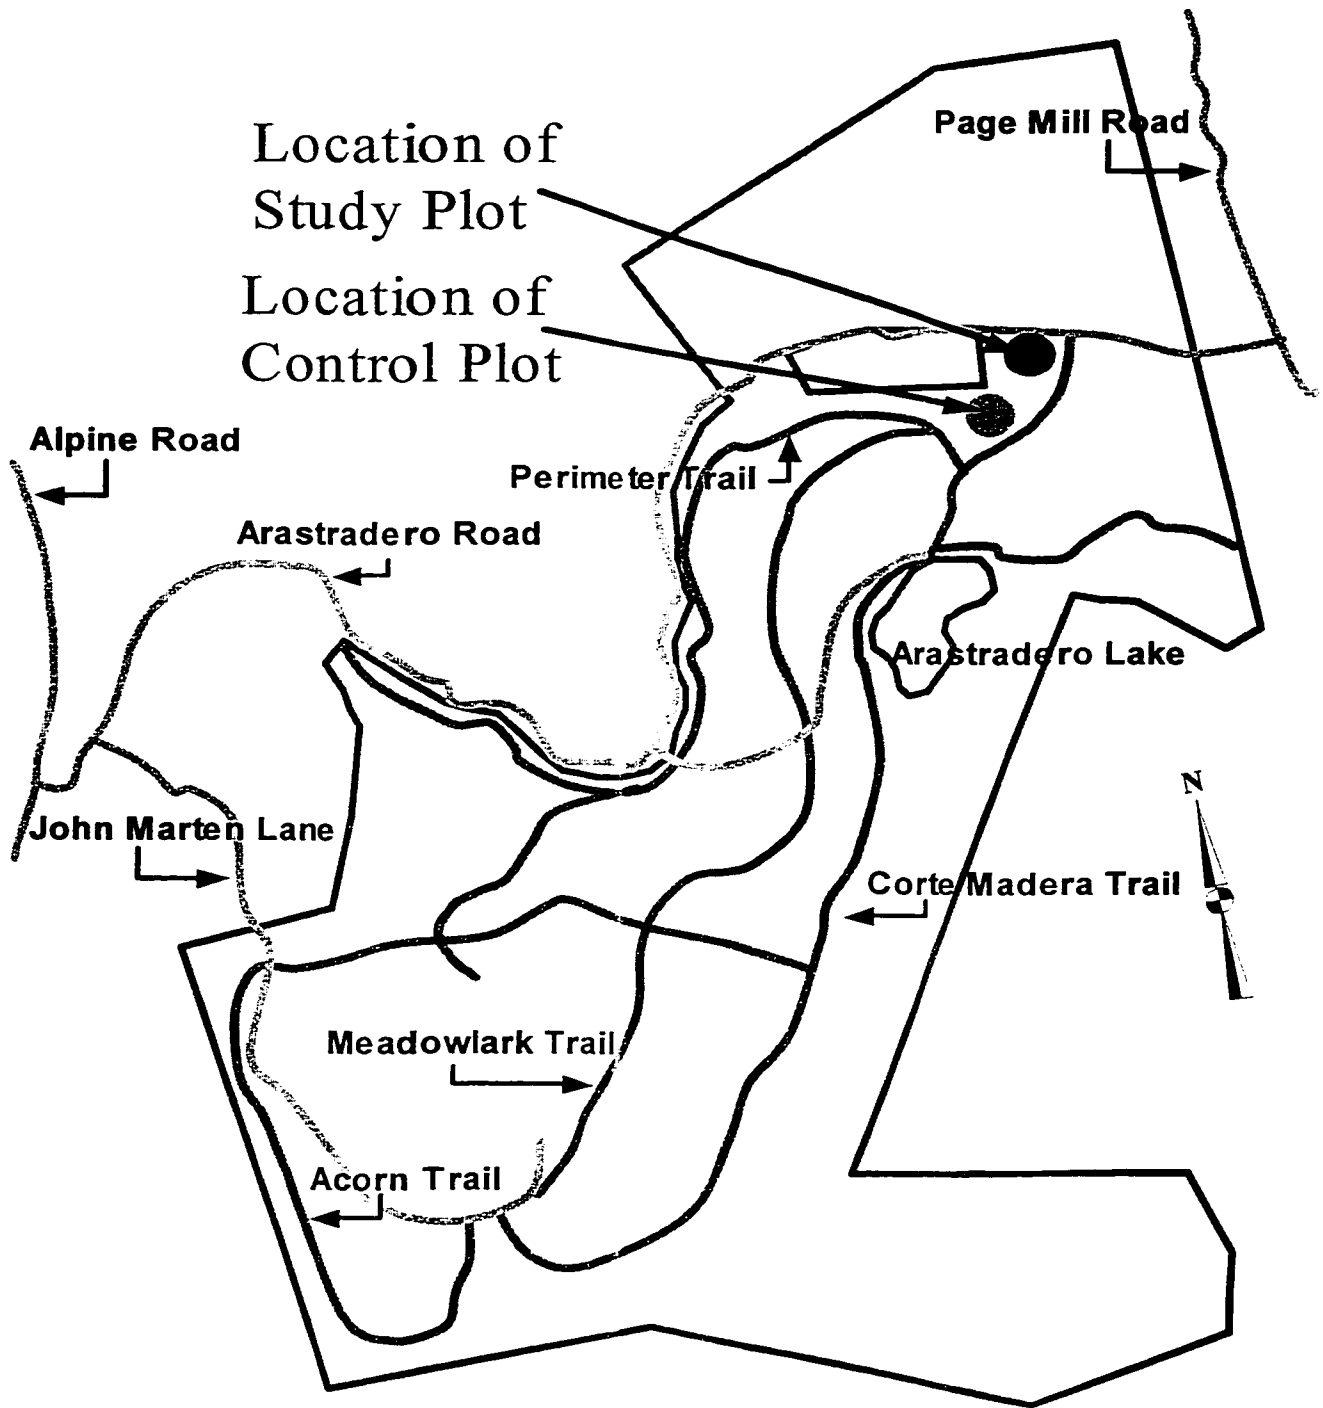 Page Mill Road
Location of
Study Plot
Location of
Control Plot
Alpine Road
Perimeter Trail
Arastradero Road
Arastradero Lake
N
John Marten Lane
Corte Madera Trail
Meadowlark Trail
Acorn Trail